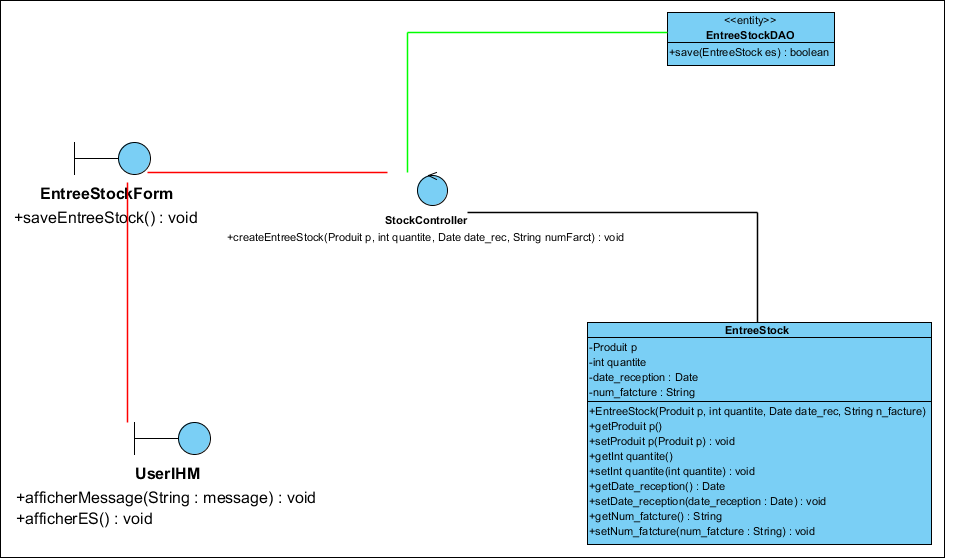 <<entity>>
EntreeStockDAO
+save(EntreeStock es) : boolean
EntreeStockForm
+saveEntreeStock() : void
StockController
+createEntreeStock(Produit p, int quantite, Date date_rec, String numFarct) : void
EntreeStock
-Produit p
-int quantite
-date_reception : Date
-num_fatcture : String
+EntreeStock(Produit p, int quantite, Date date_rec, String n_facture)
+getProduit p()
+setProduit p(Produit p) : void
+getInt quantite()
+setInt quantite(int quantite) : void
+getDate_reception() : Date
+setDate_reception(date_reception : Date) : void
+getNum_fatcture() : String
+setNum_fatcture(num_fatcture : String) : void
UserIHM
+afficherMessage(String : message) : void
+afficherES() : void